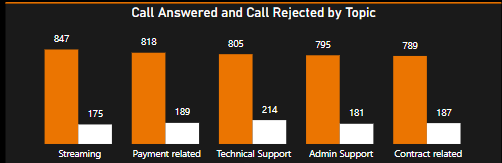 Call Answered and Call Rejected by Topic
847
175
818
189
805
214
795
181
789
187
Streaming
Payment related
Technical Support
Admin Support
Contract related